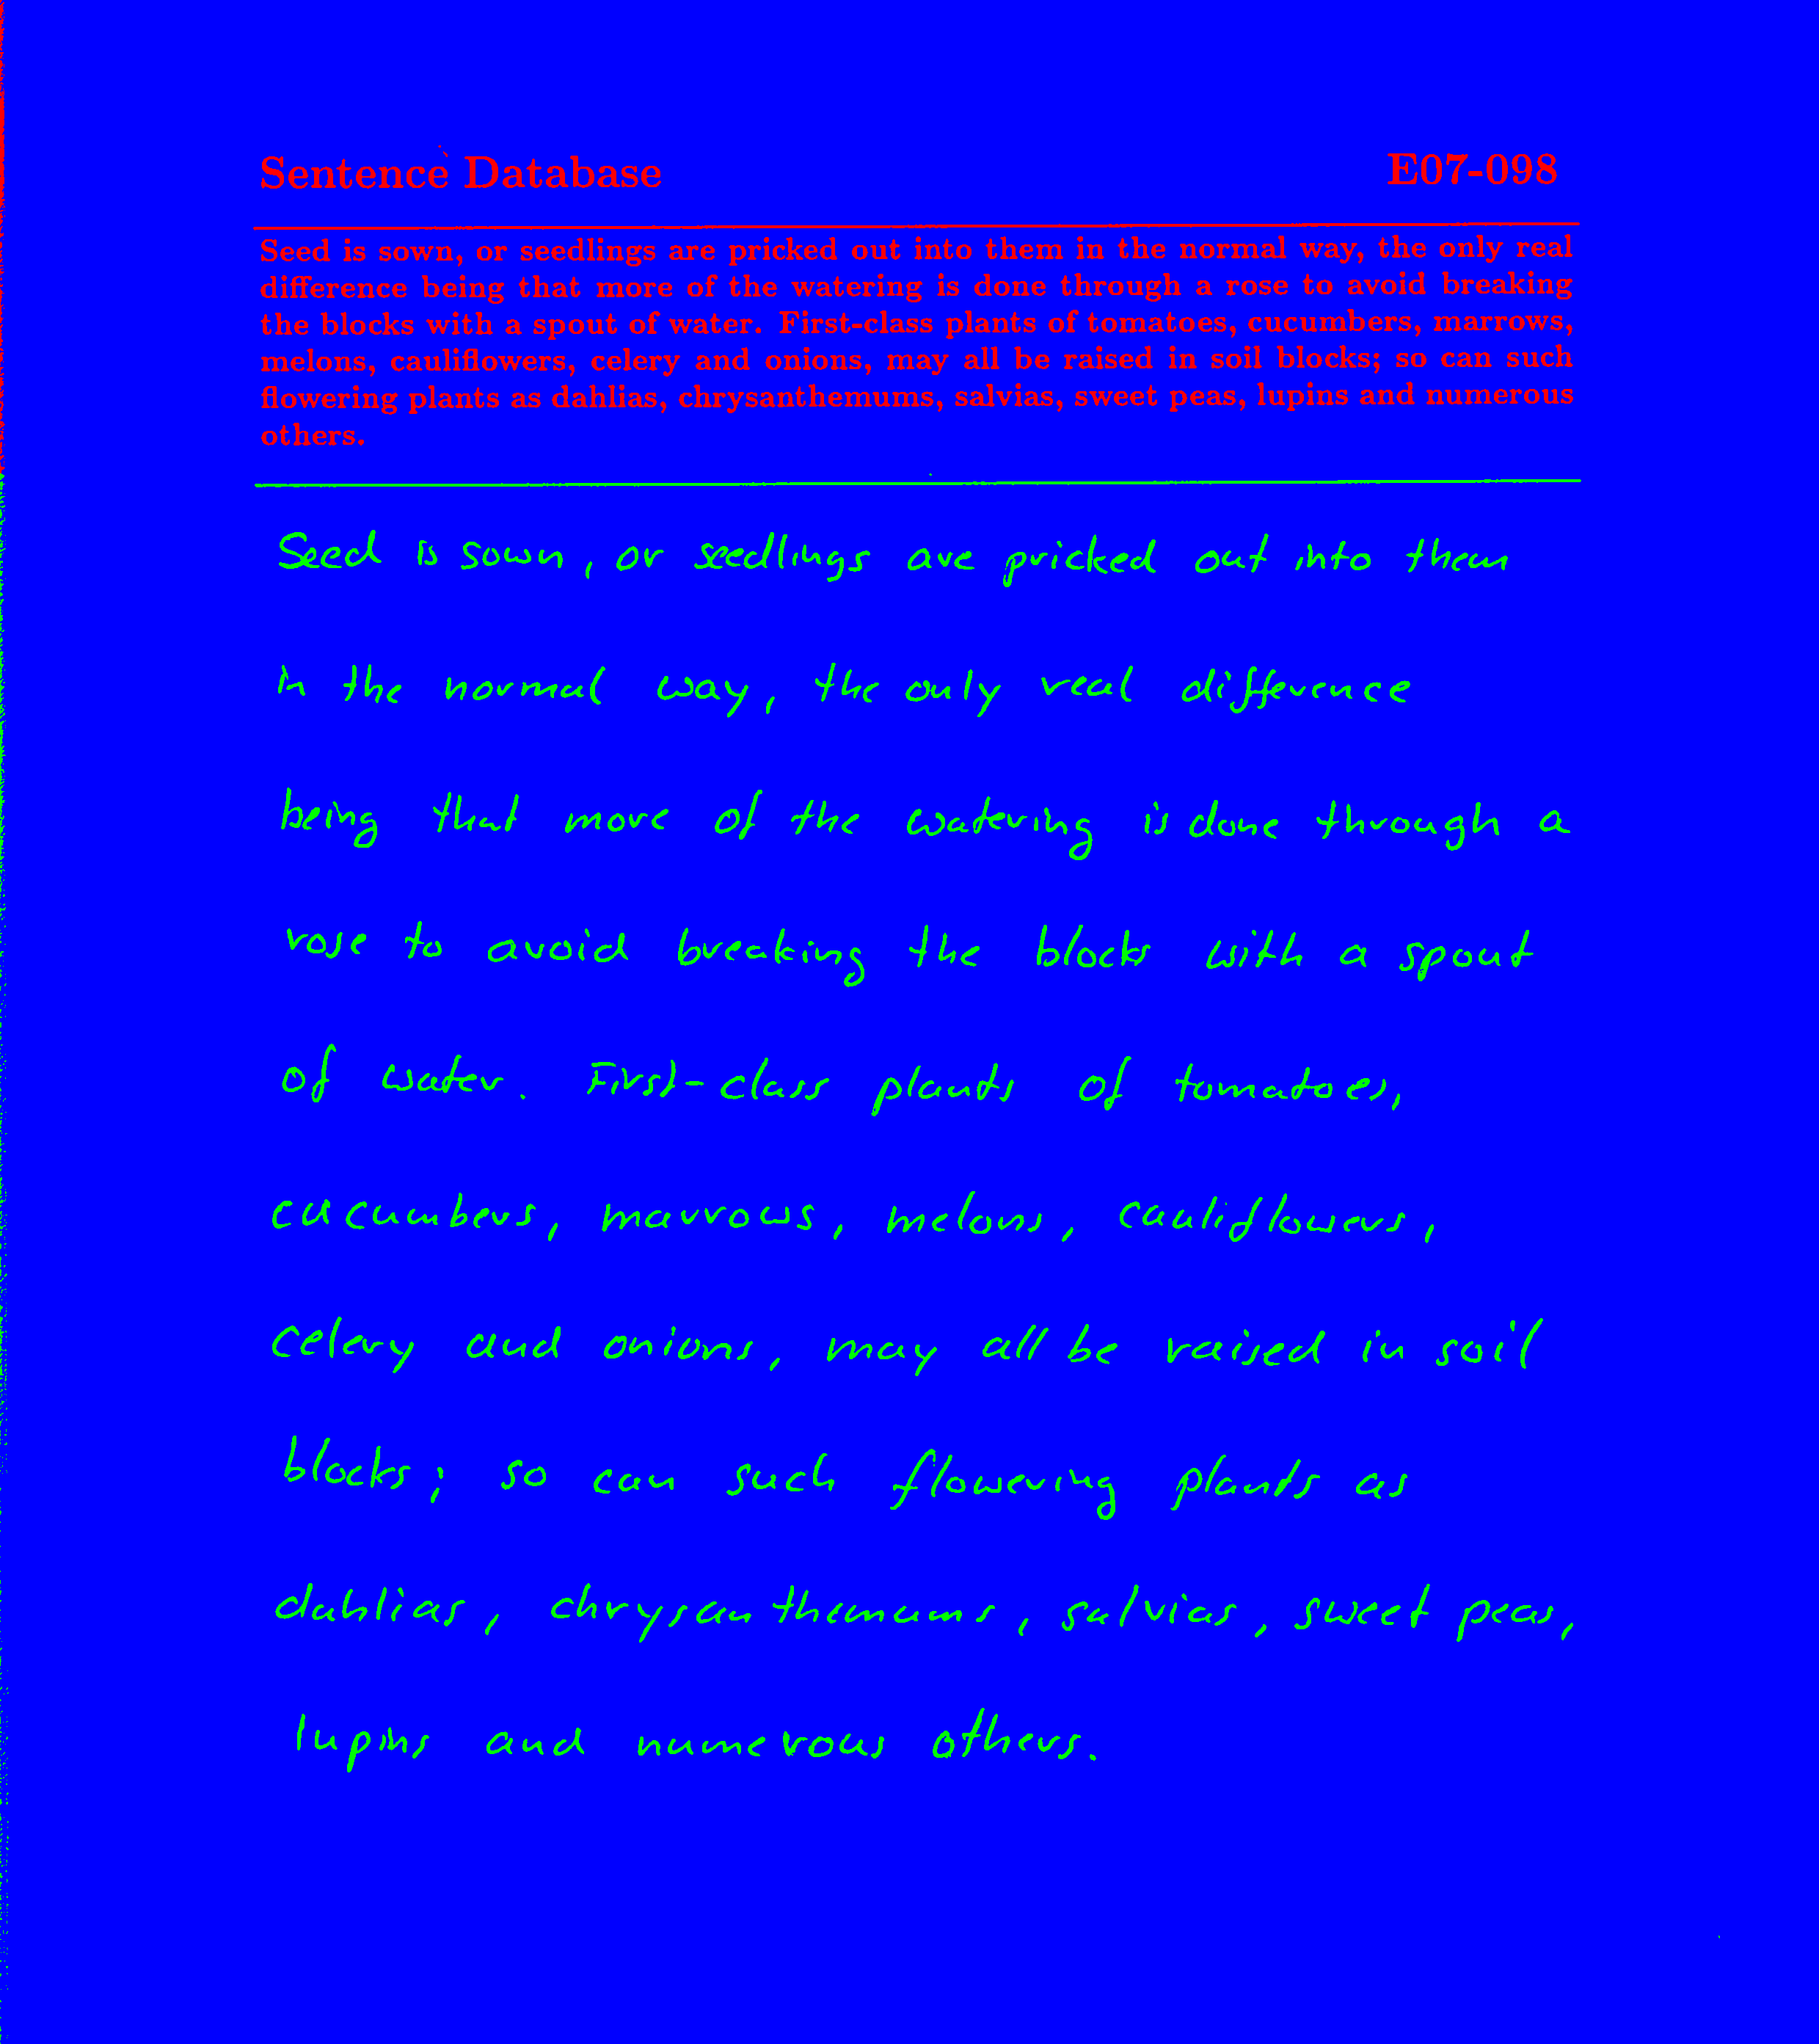 Sentence Database E07-098
Seed is sown, or seedlings are pricked out into them in the normal way, the only real
difference being that more of the watering is done through a rose to avoid breaking
the blocks with a spout of water. First-class plants of tomatoes, cucumbers, marrows,
melons, cauliflowers, celery and onions, may all be raised in soil blocks; so can such
flowering plants as dahlias, chrysanthemums, salvias, sweet peas, lupins and numerous
others.
Seed is sown, or seedlings are pricked out into them
in the normal way, the only real difference
being that more of the watering is done through a
rose to avoid breaking the blocks with a spout
of water. First-class plants of tomatoes,
cucumbers, marrows, melons, cauliflowers,
celery and onions, may all be raised in soil
blocks; so can such flowering plants as
dahlias, chrysanthemums, salvias, sweet peas,
lupins and numerous others.